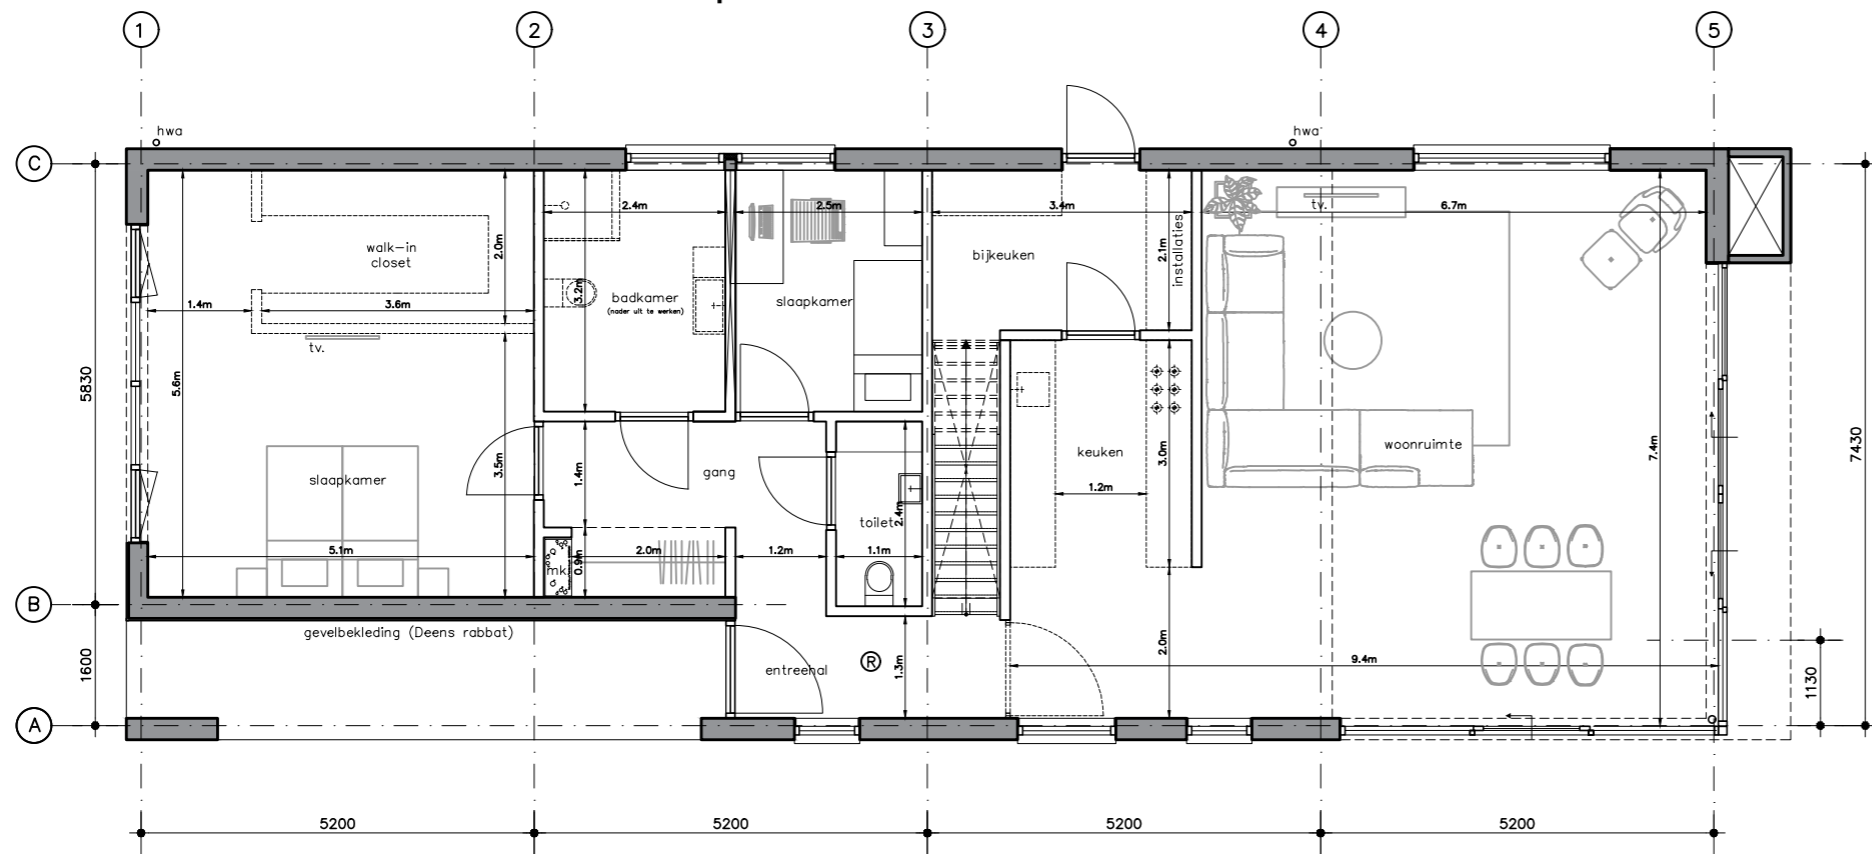 1 2 3 4 5
hwa hwa
C
2.4m 2.5m 3.4m 6.7m
tv.
walk-in
closet
2.0m
bijkeuken
2.1m
installaties
1.4m 3.6m
3.2m
badkamer
(nader uit te werken)
slaapkamer
tv.
5830
5.6m
7430
slaapkamer
3.5m
1.4m
gang
keuken
3.0m
woonruimte
7.4m
1.2m
toilet
2.4m
5.1m
mk.
0.9m
2.0m 1.2m 1.1m
B
gevelbekleding (Deens rabbat)
1600
entreehal
R
1.3m
2.0m
9.4m
1130
A
5200 5200 5200 5200